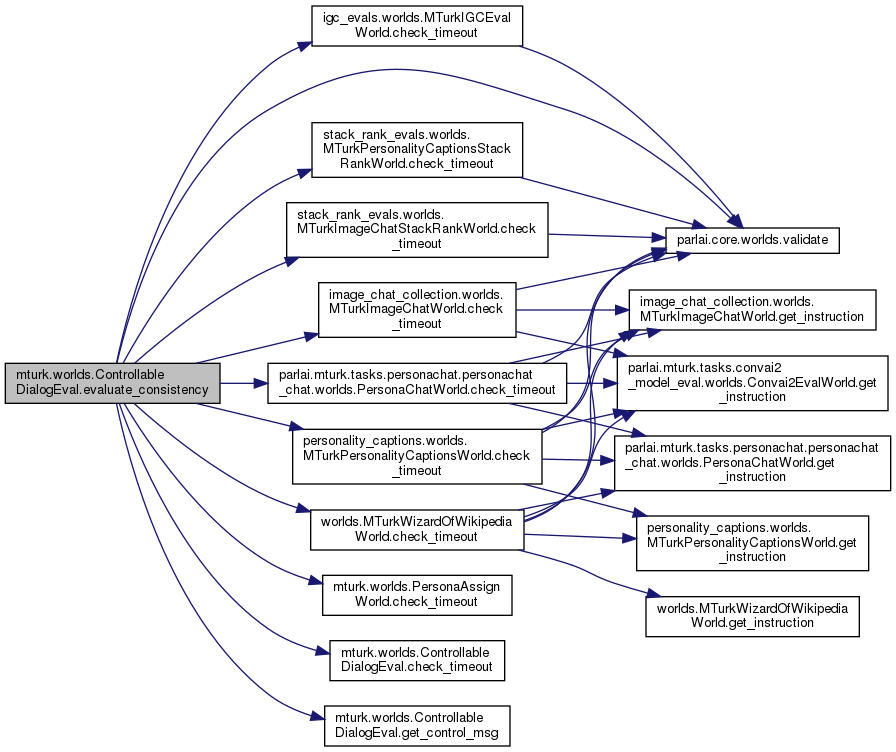 igc_evals.worlds.MTurkIGCEval
World.check_timeout
stack_rank_evals.worlds.
MTurkPersonalityCaptionsStack
RankWorld.check_timeout
stack_rank_evals.worlds.
MTurkImageChatStackRankWorld.check
_timeout
parlai.core.worlds.validate
image_chat_collection.worlds.
MTurkImageChatWorld.check
_timeout
image_chat_collection.worlds.
MTurkImageChatWorld.get_instruction
mturk.worlds.Controllable
DialogEval.evaluate_consistency
parlai.mturk.tasks.personachat.personachat
_chat.worlds.PersonaChatWorld.check_timeout
parlai.mturk.tasks.convai2
_model_eval.worlds.Convai2EvalWorld.get
_instruction
personality_captions.worlds.
MTurkPersonalityCaptionsWorld.check
_timeout
parlai.mturk.tasks.personachat.personachat
_chat.worlds.PersonaChatWorld.get
_instruction
worlds.MTurkWizardOfWikipedia
World.check_timeout
personality_captions.worlds.
MTurkPersonalityCaptionsWorld.get
_instruction
mturk.worlds.PersonaAssign
World.check_timeout
worlds.MTurkWizardOfWikipedia
World.get_instruction
mturk.worlds.Controllable
DialogEval.check_timeout
mturk.worlds.Controllable
DialogEval.get_control_msg